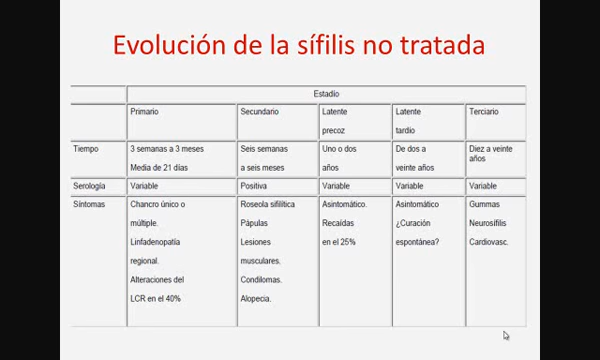 Evolución de la sífilis no tratada
Estadio
Primario
Secundario
Latente
precoz
Latente
tardio
Terciario
Tiempo
3 semanas a 3 meses
Media de 21 días
Seis semanas
a seis meses
Uno o dos
años
De dos a
veinte años
Diez a veinte
años
Serología
Variable
Positiva
Variable
Variable
Variable
Síntomas
Chancro único o
múltiple.
Linfadenopatía
regional.
Alteraciones del
LCR en el 40%
Roseola sifilítica
Pápulas
Lesiones
musculares.
Condilomas.
Alopecia.
Asintomático.
Recaídas
en el 25%
Asintomático
¿Curación
espontánea?
Gummas
Neurosífilis
Cardiovasc.